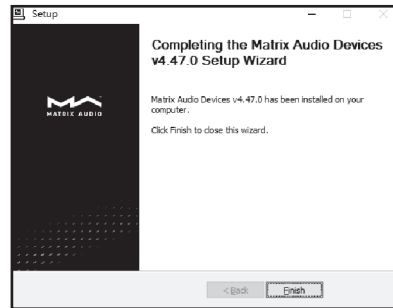 Setup
Completing the Matrix Audio Devices
v4.47.0 Setup Wizard
MATRIX AUDIO
Matrix Audio Devices v4.47.0 has been installed on your
computer.
Click Finish to close this wizard.
< Back
Finish